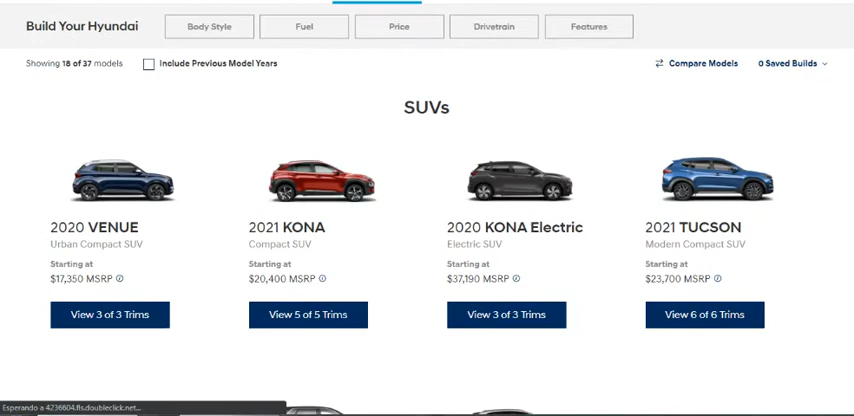 Build Your Hyundai
Body Style
Fuel
Price
Drivetrain
Features
Showing 18 of 37 models
Include Previous Model Years
Compare Models
0 Saved Builds
SUVs
2020 VENUE
Urban Compact SUV
Starting at
$17,350 MSRP
View 3 of 3 Trims
2021 KONA
Compact SUV
Starting at
$20,400 MSRP
View 5 of 5 Trims
2020 KONA Electric
Electric SUV
Starting at
$37,190 MSRP
View 3 of 3 Trims
2021 TUCSON
Modern Compact SUV
Starting at
$23,700 MSRP
View 6 of 6 Trims
Esperando a 4236604.fls.doubleclick.net...